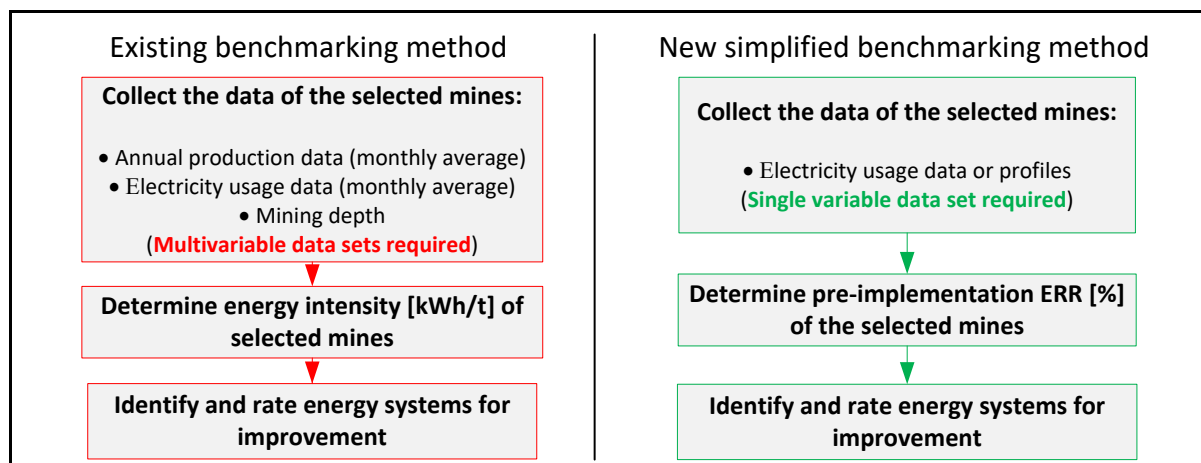 Existing benchmarking method
Collect the data of the selected mines:
• Annual production data (monthly average)
• Electricity usage data (monthly average)
• Mining depth
(Multivariable data sets required)
Determine energy intensity [kWh/t] of
selected mines
Identify and rate energy systems for
improvement
New simplified benchmarking method
Collect the data of the selected mines:
• Electricity usage data or profiles
(Single variable data set required)
Determine pre-implementation ERR [%]
of the selected mines
Identify and rate energy systems for
improvement